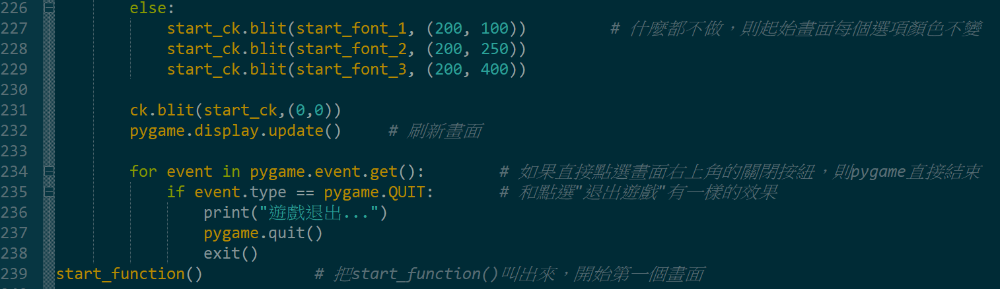 226 else:
227 start_ck.blit(start_font_1, (200, 100)) # 什麼都不做，則起始畫面每個選項顏色不變
228 start_ck.blit(start_font_2, (200, 250))
229 start_ck.blit(start_font_3, (200, 400))
230
231 ck.blit(start_ck,(0,0))
232 pygame.display.update() # 刷新畫面
233
234 for event in pygame.event.get(): # 如果直接點選畫面右上角的關閉按紐，則pygame直接結束
235 if event.type == pygame.QUIT: # 和點選"退出遊戲"有一樣的效果
236 print("遊戲退出...")
237 pygame.quit()
238 exit()
239 start_function() # 把start_function()叫出來，開始第一個畫面